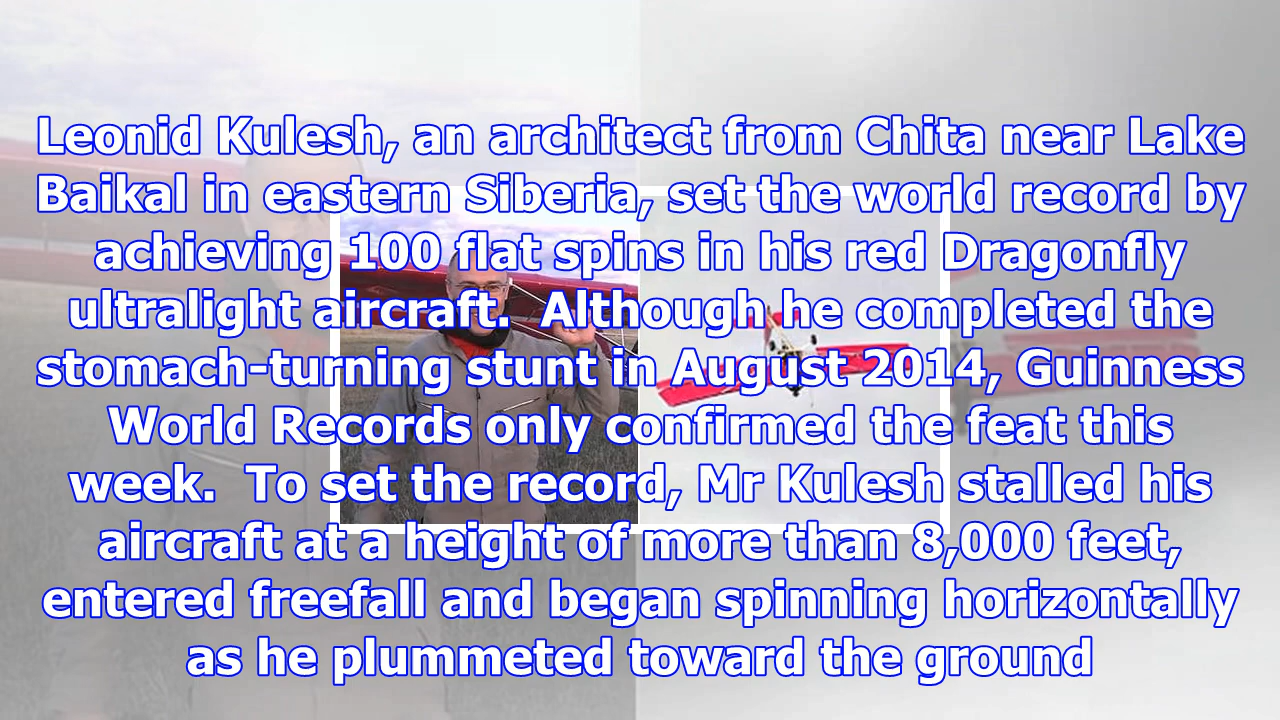 Leonid Kulesh, an architect from Chita near Lake
Baikal in eastern Siberia, set the world record by
achieving 100 flat spins in his red Dragonfly
ultralight aircraft.  Although he completed the
stomach-turning stunt in August 2014, Guinness
World Records only confirmed the feat this
week.  To set the record, Mr Kulesh stalled his
aircraft at a height of more than 8,000 feet,
entered freefall and began spinning horizontally
as he plummeted toward the ground